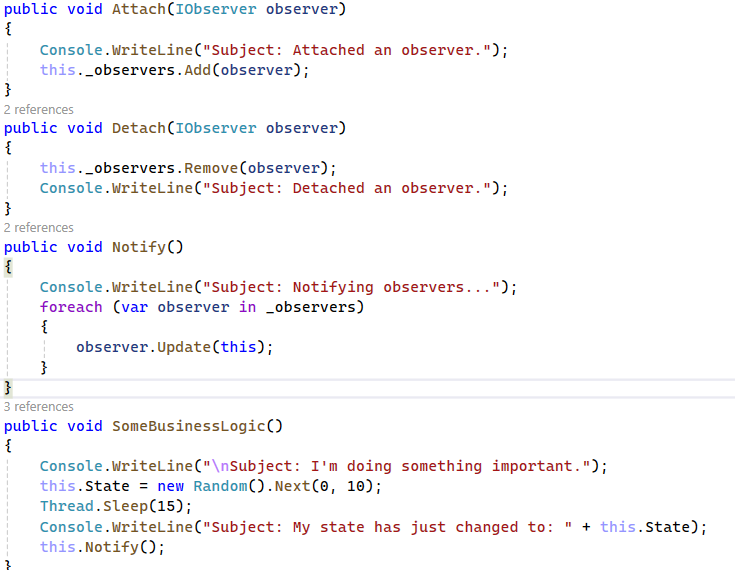 public void Attach(IObserver observer)
{
    Console.WriteLine("Subject: Attached an observer.");
    this._observers.Add(observer);
}
2 references
public void Detach(IObserver observer)
{
    this._observers.Remove(observer);
    Console.WriteLine("Subject: Detached an observer.");
}
2 references
public void Notify()
{
    Console.WriteLine("Subject: Notifying observers...");
    foreach (var observer in _observers)
    {
        observer.Update(this);
    }
}
3 references
public void SomeBusinessLogic()
{
    Console.WriteLine("\nSubject: I'm doing something important.");
    this.State = new Random().Next(0, 10);
    Thread.Sleep(15);
    Console.WriteLine("Subject: My state has just changed to: " + this.State);
    this.Notify();
}